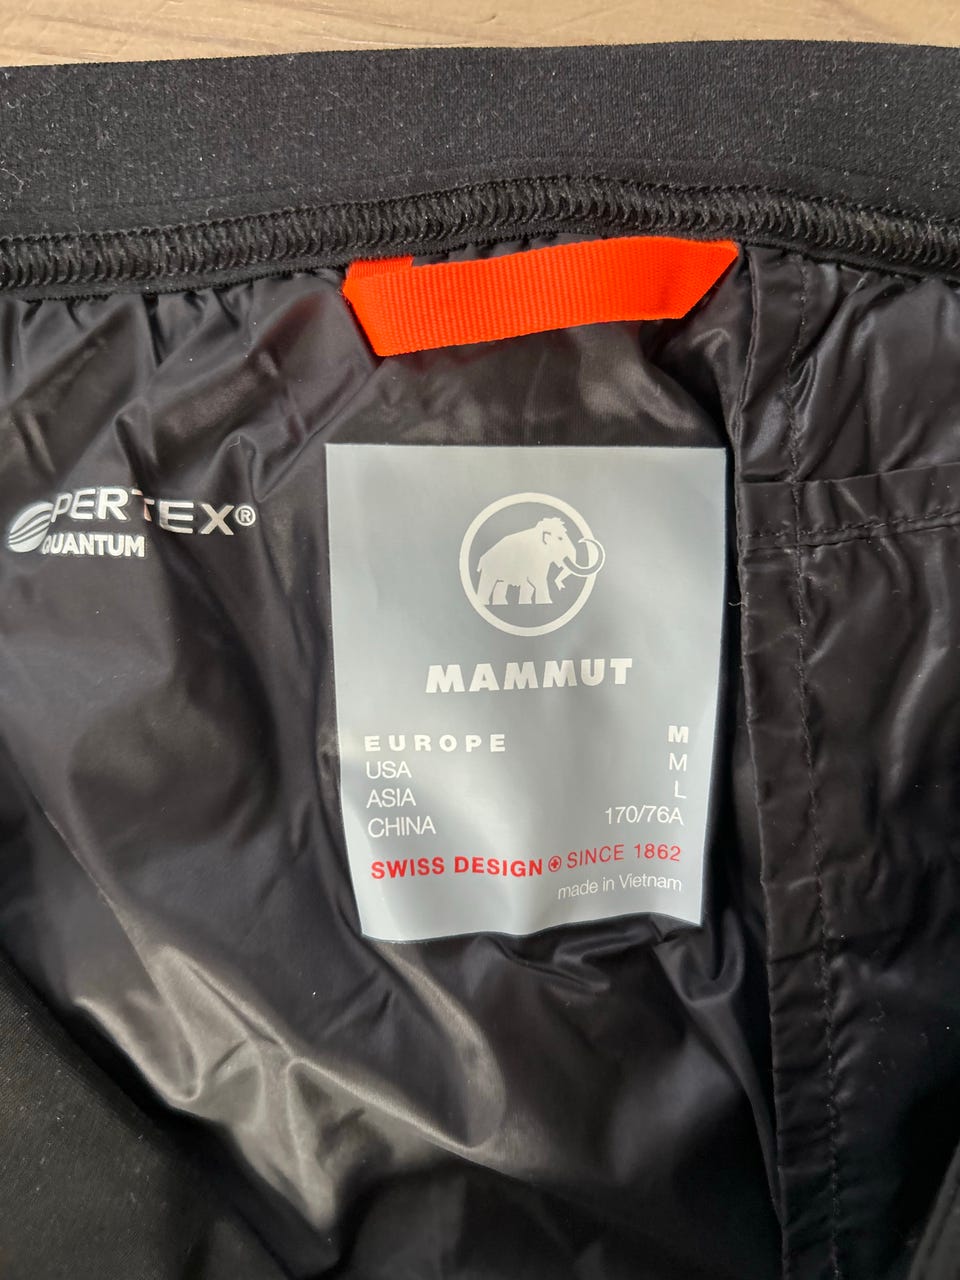 PERTEX®
QUANTUM
MAMMUT
EUROPE M
USA M
ASIA L
CHINA 170/76A
SWISS DESIGN SINCE 1862
made in Vietnam